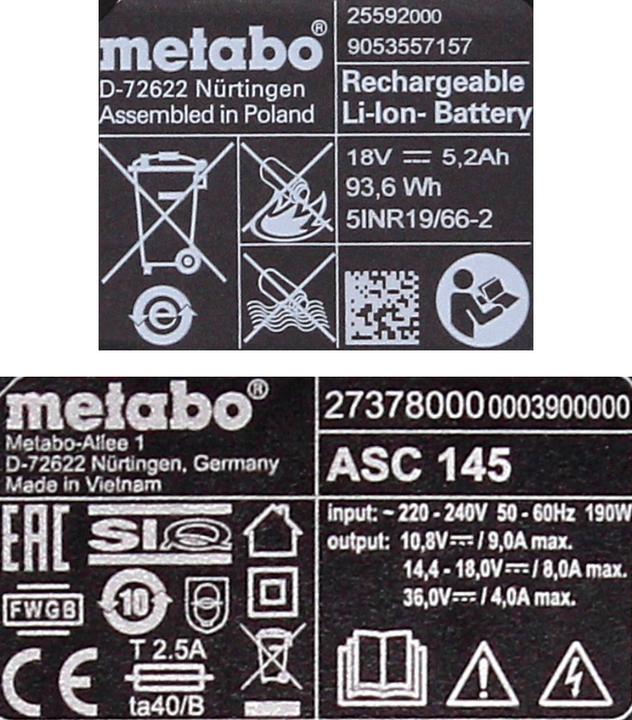 metabo®
D-72622 Nürtingen
Assembled in Poland
25592000
9053557157
Rechargeable
Li-Ion- Battery
18V ⎓ 5,2Ah
93,6 Wh
5INR19/66-2
e
metabo®
Metabo-Allee 1
D-72622 Nürtingen, Germany
Made in Vietnam
27378000 0003900000
ASC 145
input: ~ 220 - 240V 50 - 60Hz 190W
output: 10,8V⎓ / 9,0A max.
14,4 - 18,0V⎓ / 8,0A max.
36,0V⎓ / 4,0A max.
EAC SIQ
FWGB 10
CE
T 2.5A
ta40/B